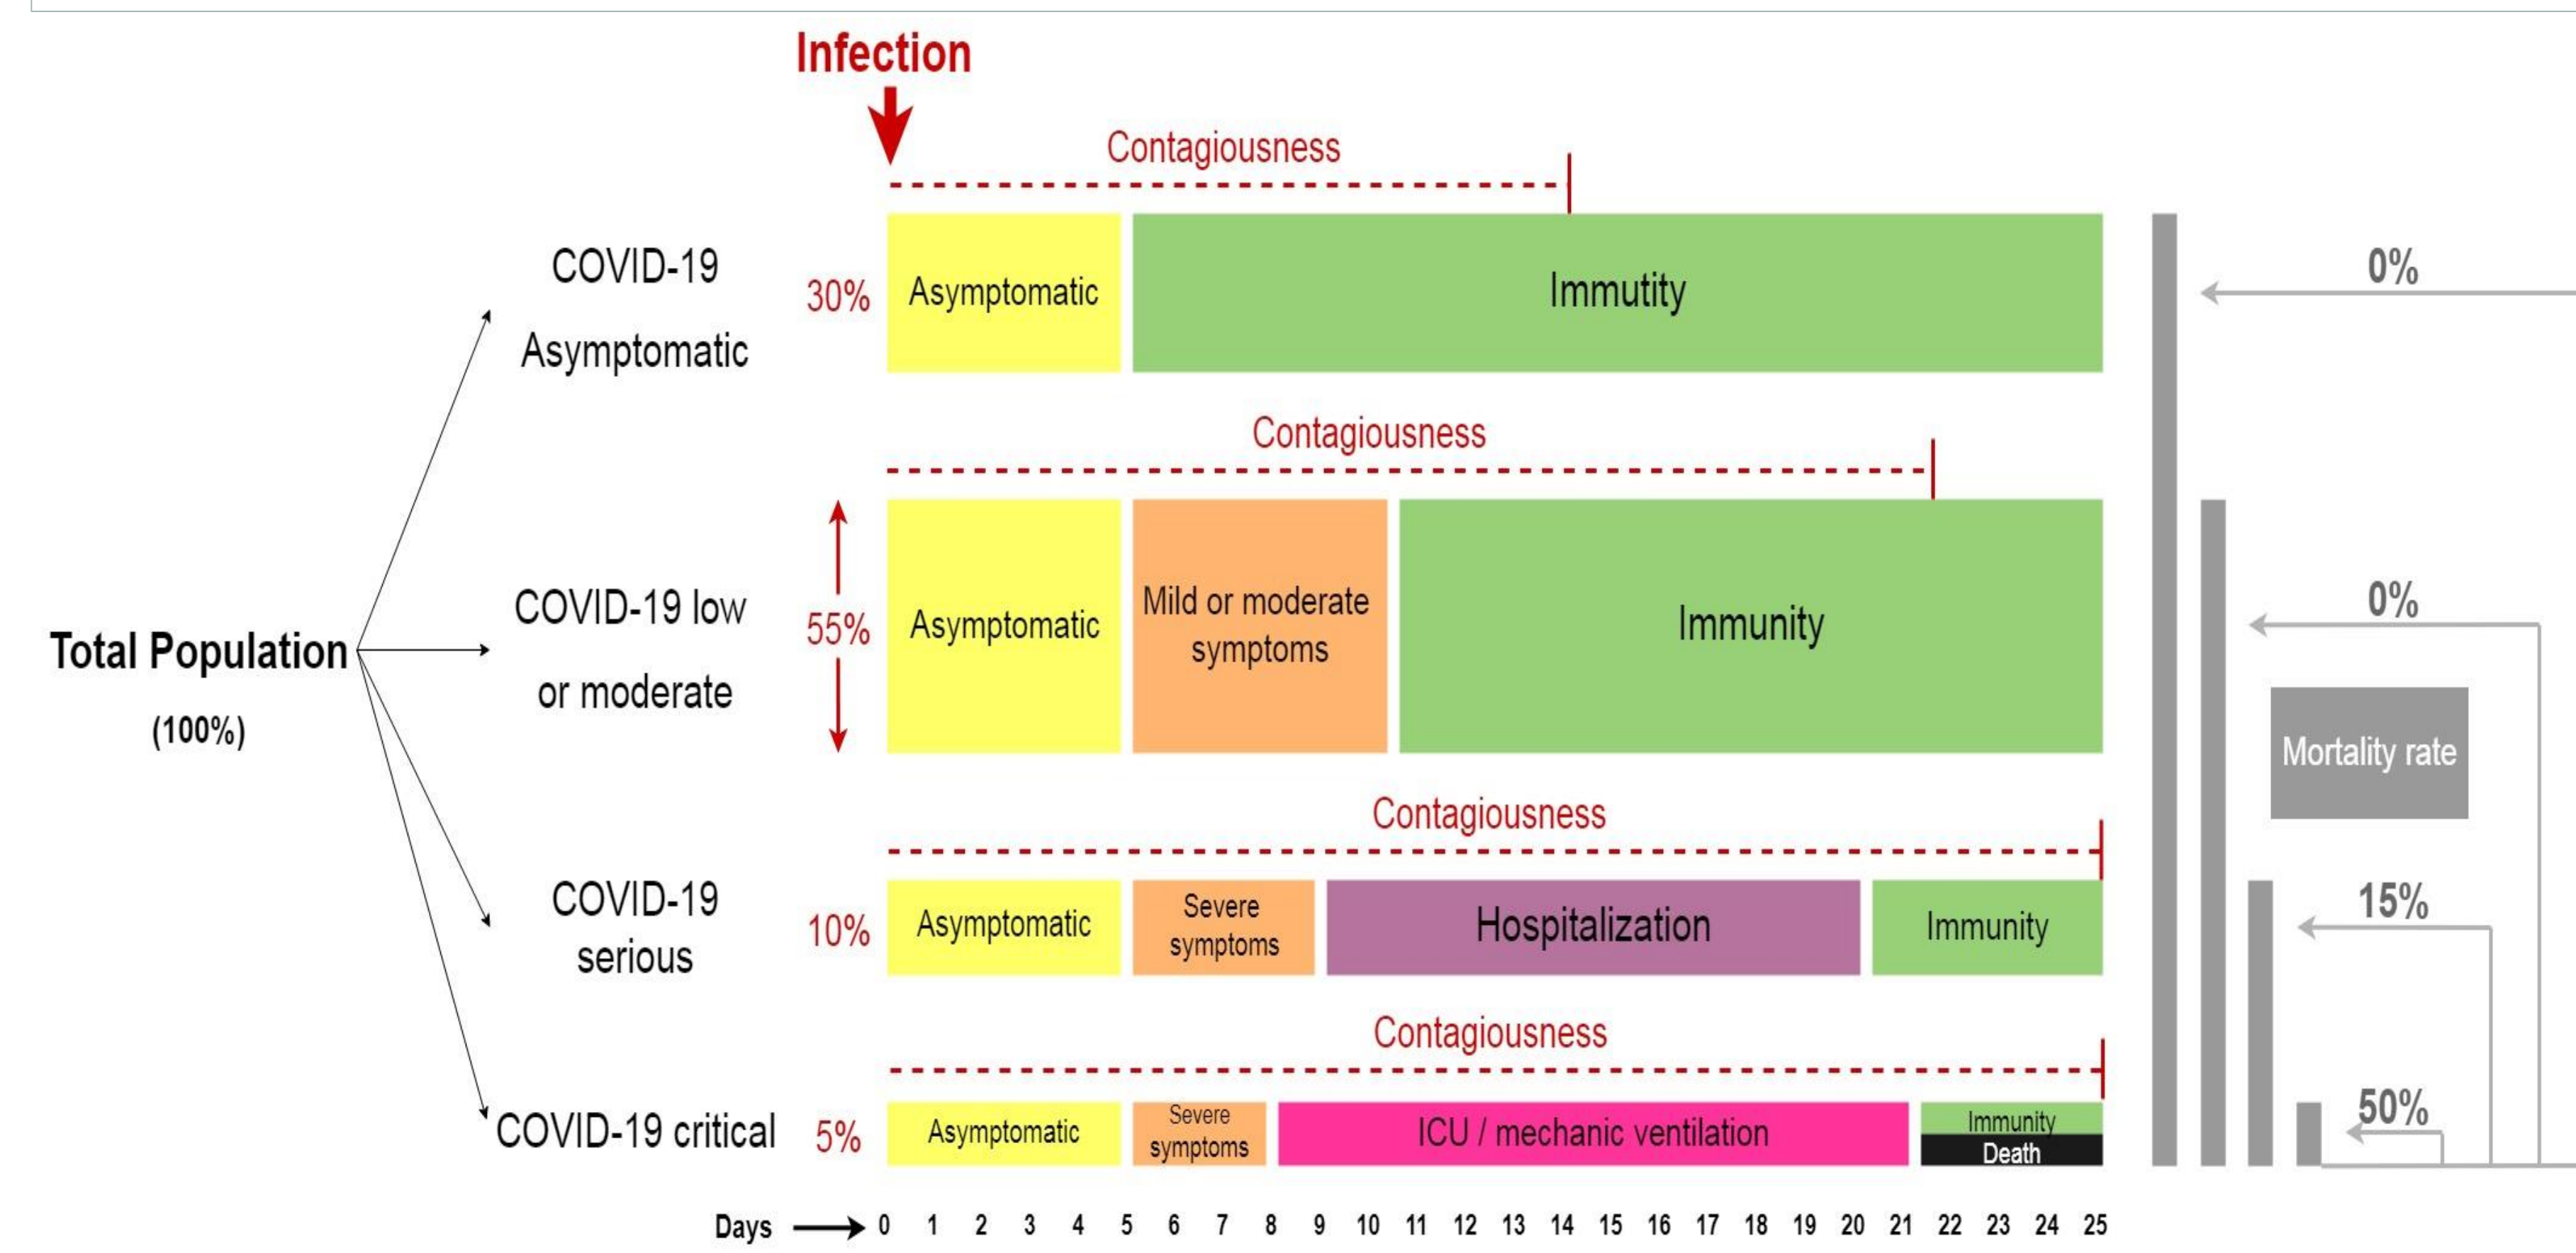 Infection
Contagiousness
COVID-19
Asymptomatic
30%
Asymptomatic
Immutity
0%
Contagiousness
Total Population
(100%)
COVID-19 low
or moderate
55%
Asymptomatic
Mild or moderate
symptoms
Immunity
0%
Mortality rate
Contagiousness
COVID-19
serious
10%
Asymptomatic
Severe
symptoms
Hospitalization
Immunity
15%
Contagiousness
COVID-19 critical
5%
Asymptomatic
Severe
symptoms
ICU / mechanic ventilation
Immunity
Death
50%
Days 0 1 2 3 4 5 6 7 8 9 10 11 12 13 14 15 16 17 18 19 20 21 22 23 24 25